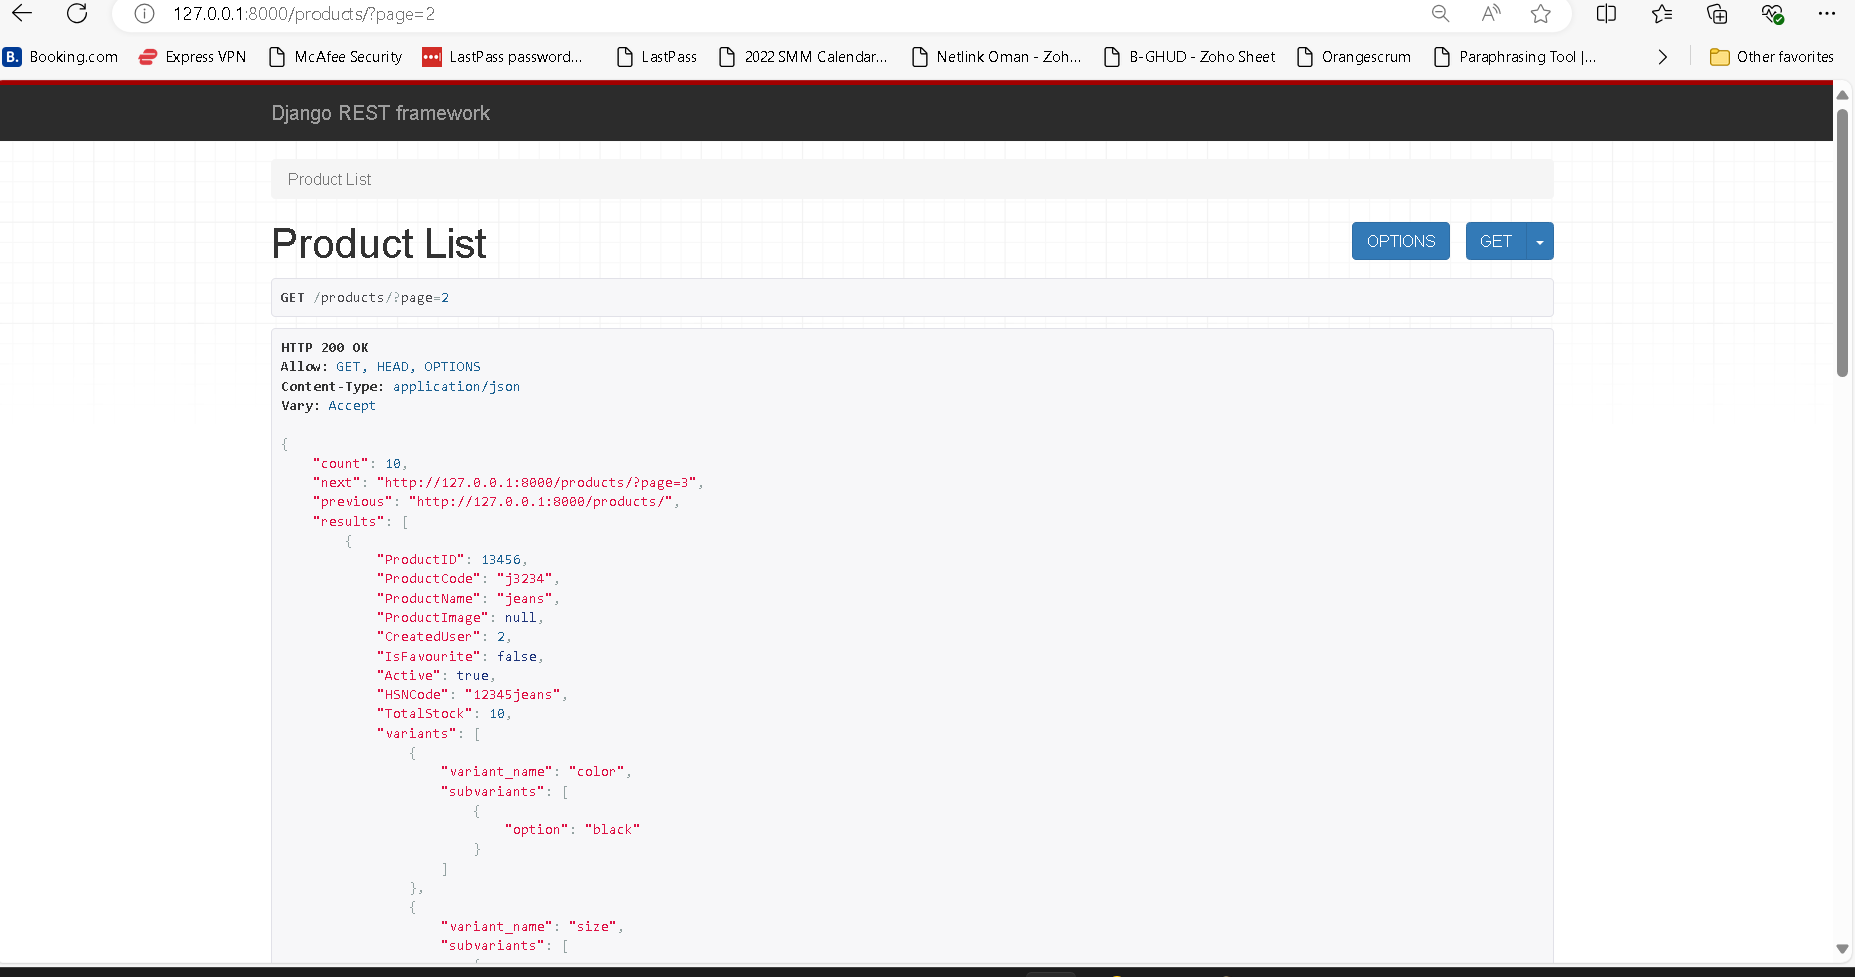 127.0.0.1:8000/products/?page=2
Booking.com Express VPN McAfee Security LastPass password... LastPass 2022 SMM Calendar... Netlink Oman - Zoh... B-GHUD - Zoho Sheet Orangescrum Paraphrasing Tool |... Other favorites
Django REST framework
Product List
Product List
OPTIONS GET
GET /products/?page=2
HTTP 200 OK
Allow: GET, HEAD, OPTIONS
Content-Type: application/json
Vary: Accept
{
"count": 10,
"next": "http://127.0.0.1:8000/products/?page=3",
"previous": "http://127.0.0.1:8000/products/",
"results": [
{
"ProductID": 13456,
"ProductCode": "j3234",
"ProductName": "jeans",
"ProductImage": null,
"CreatedUser": 2,
"IsFavourite": false,
"Active": true,
"HSNCode": "12345jeans",
"TotalStock": 10,
"variants": [
{
"variant_name": "color",
"subvariants": [
{
"option": "black"
}
]
},
{
"variant_name": "size",
"subvariants": [